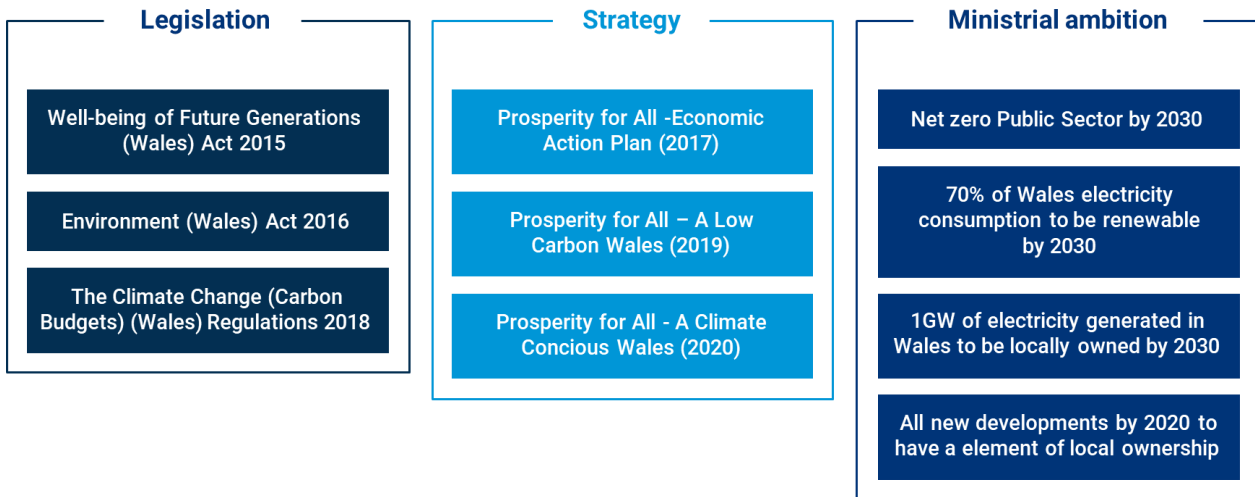 Legislation
Well-being of Future Generations
(Wales) Act 2015
Environment (Wales) Act 2016
The Climate Change (Carbon
Budgets) (Wales) Regulations 2018
Strategy
Prosperity for All -Economic
Action Plan (2017)
Prosperity for All – A Low
Carbon Wales (2019)
Prosperity for All - A Climate
Concious Wales (2020)
Ministrial ambition
Net zero Public Sector by 2030
70% of Wales electricity
consumption to be renewable
by 2030
1GW of electricity generated in
Wales to be locally owned by 2030
All new developments by 2020 to
have a element of local ownership